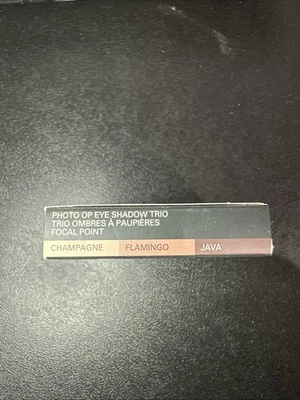 PHOTO OP EYE SHADOW TRIO
TRIO OMBRES À PAUPIÈRES
FOCAL POINT
CHAMPAGNE FLAMINGO JAVA